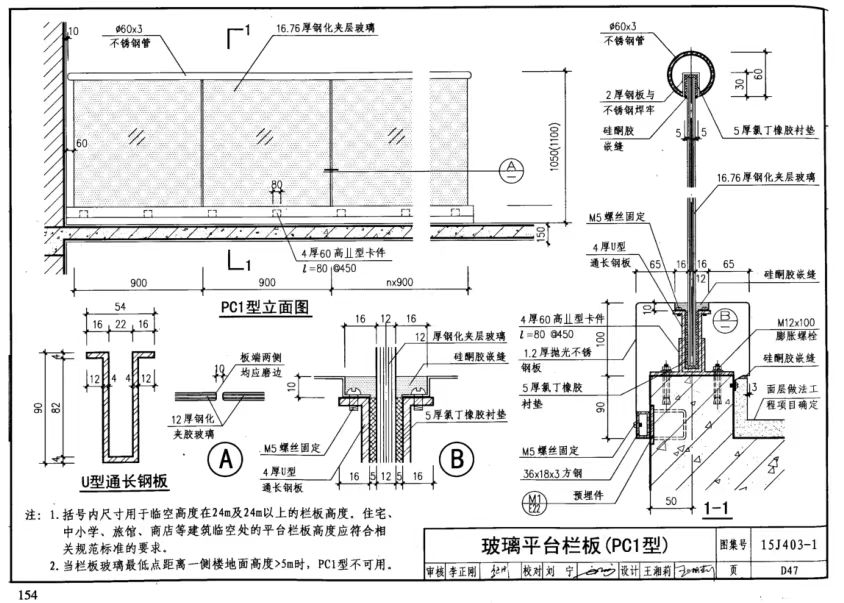 ø60x3
不锈钢管
16.76厚钢化夹层玻璃
1
10
60
80
A
1050(1100)
150
4厚60高⊥型卡件
l=80 @450
1
900
900
nx900
PC1型立面图
ø60x3
不锈钢管
2厚钢板与
不锈钢焊牢
硅酮胶
嵌缝
30
60
5
5
5厚氯丁橡胶衬垫
16.76厚钢化夹层玻璃
M5螺丝固定
4厚U型
通长钢板
65
16
16
65
12
硅酮胶嵌缝
10
B
4厚60高⊥型卡件
l=80 @450
100
1.2厚抛光不锈
钢板
5厚氯丁橡胶
衬垫
90
M12x100
膨胀螺栓
硅酮胶嵌缝
3
面层做法工
程项目确定
M5螺丝固定
36x18x3方钢
M1
E22
预埋件
50
1-1
54
16
22
16
4
12
4
4
12
90
82
4
U型通长钢板
板端两侧
均应磨边
10
12厚钢化
夹胶玻璃
A
16
12
16
12
厚钢化夹层玻璃
硅酮胶嵌缝
10
5厚氯丁橡胶衬垫
M5螺丝固定
4厚U型
通长钢板
16
5
12
5
16
B
注：1.括号内尺寸用于临空高度在24m及24m以上的栏板高度。住宅、
中小学、旅馆、商店等建筑临空处的平台栏板高度应符合相
关规范标准的要求。
2.当栏板玻璃最低点距离一侧楼地面高度>5m时，PC1型不可用。
玻璃平台栏板(PC1型)
图集号
15J403-1
审核
李正刚
校对
刘 宁
设计
王湘莉
页
D47
154